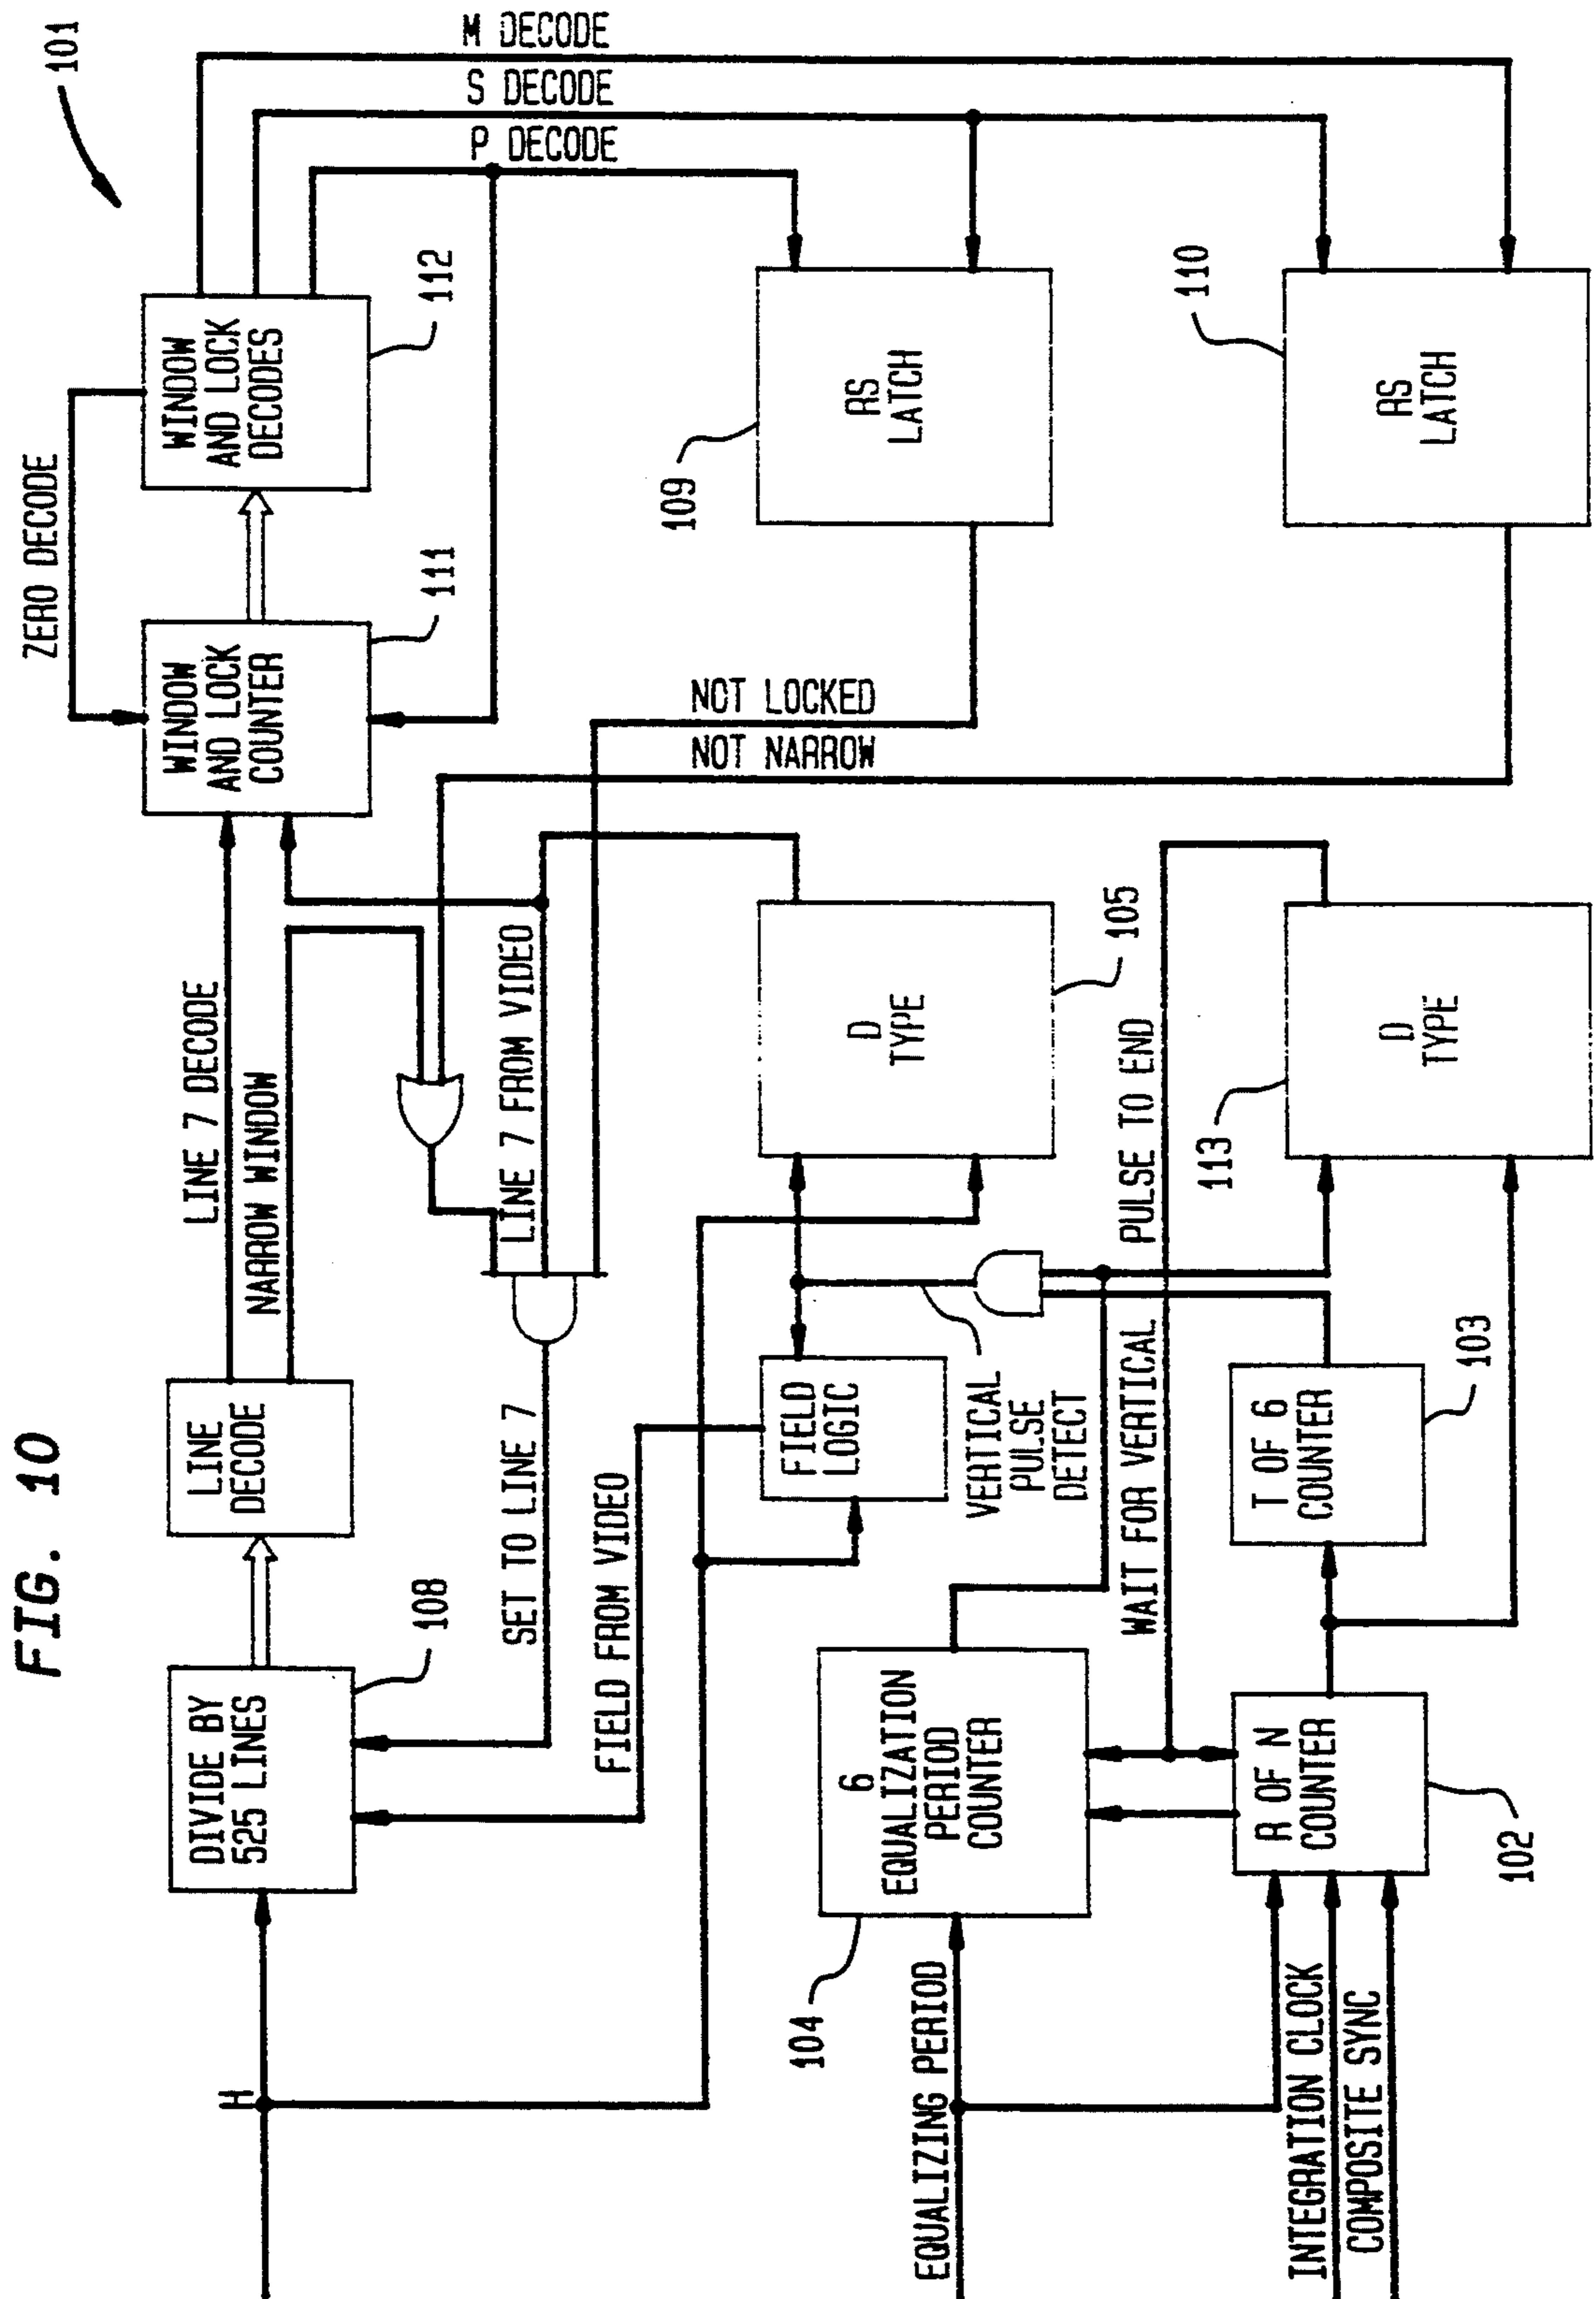 FIG. 10
101
H
DIVIDE BY
525 LINES
108
LINE
DECODE
LINE 7 DECODE
NARROW WINDOW
ZERO DECODE
WINDOW
AND LOCK
COUNTER
111
WINDOW
AND LOCK
DECODES
112
M DECODE
S DECODE
P DECODE
SET TO LINE 7
LINE 7 FROM VIDEO
FIELD FROM VIDEO
NOT LOCKED
NOT NARROW
109
RS
LATCH
FIELD
LOGIC
VERTICAL
PULSE
DETECT
D
TYPE
105
104
6
EQUALIZATION
PERIOD
COUNTER
EQUALIZING PERIOD
WAIT FOR VERTICAL
PULSE TO END
110
RS
LATCH
INTEGRATION CLOCK
COMPOSITE SYNC
R OF N
COUNTER
102
T OF 6
COUNTER
103
113
D
TYPE